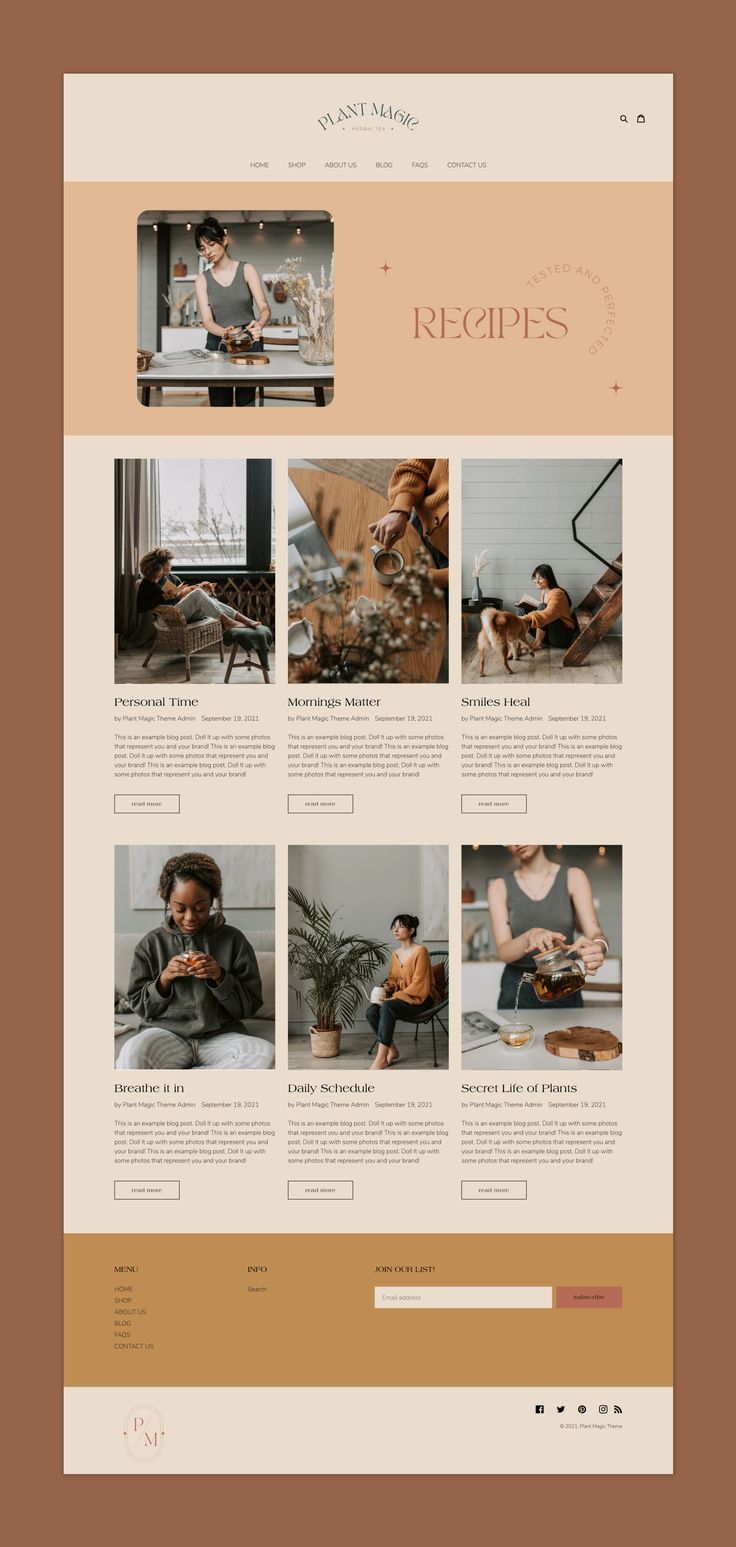 PLANT MAGIC
HERBAL TEA
HOME SHOP ABOUT US BLOG FAQS CONTACT US
TESTED AND PERFECTED
RECIPES
Personal Time
by Plant Magic Theme Admin September 19, 2021
This is an example blog post. Doll It up with some photos
that represent you and your brand! This is an example blog
post. Doll It up with some photos that represent you and
your brand! This is an example blog post. Doll It up with
some photos that represent you and your brand!
read more
Mornings Matter
by Plant Magic Theme Admin September 19, 2021
This is an example blog post. Doll It up with some photos
that represent you and your brand! This is an example blog
post. Doll It up with some photos that represent you and
your brand! This is an example blog post. Doll It up with
some photos that represent you and your brand!
read more
Smiles Heal
by Plant Magic Theme Admin September 19, 2021
This is an example blog post. Doll It up with some photos
that represent you and your brand! This is an example blog
post. Doll It up with some photos that represent you and
your brand! This is an example blog post. Doll It up with
some photos that represent you and your brand!
read more
Breathe it in
by Plant Magic Theme Admin September 19, 2021
This is an example blog post. Doll It up with some photos
that represent you and your brand! This is an example blog
post. Doll It up with some photos that represent you and
your brand! This is an example blog post. Doll It up with
some photos that represent you and your brand!
read more
Daily Schedule
by Plant Magic Theme Admin September 19, 2021
This is an example blog post. Doll It up with some photos
that represent you and your brand! This is an example blog
post. Doll It up with some photos that represent you and
your brand! This is an example blog post. Doll It up with
some photos that represent you and your brand!
read more
Secret Life of Plants
by Plant Magic Theme Admin September 19, 2021
This is an example blog post. Doll It up with some photos
that represent you and your brand! This is an example blog
post. Doll It up with some photos that represent you and
your brand! This is an example blog post. Doll It up with
some photos that represent you and your brand!
read more
MENU
HOME
SHOP
ABOUT US
BLOG
FAQS
CONTACT US
INFO
Search
JOIN OUR LIST!
Email address
subscribe
P/M
© 2021, Plant Magic Theme